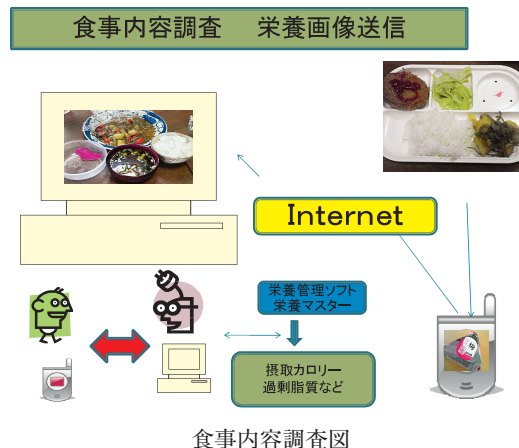 食事内容調査　栄養画像送信
Internet
栄養管理ソフト
栄養マスター
摂取カロリー
過剰脂質など
食事内容調査図